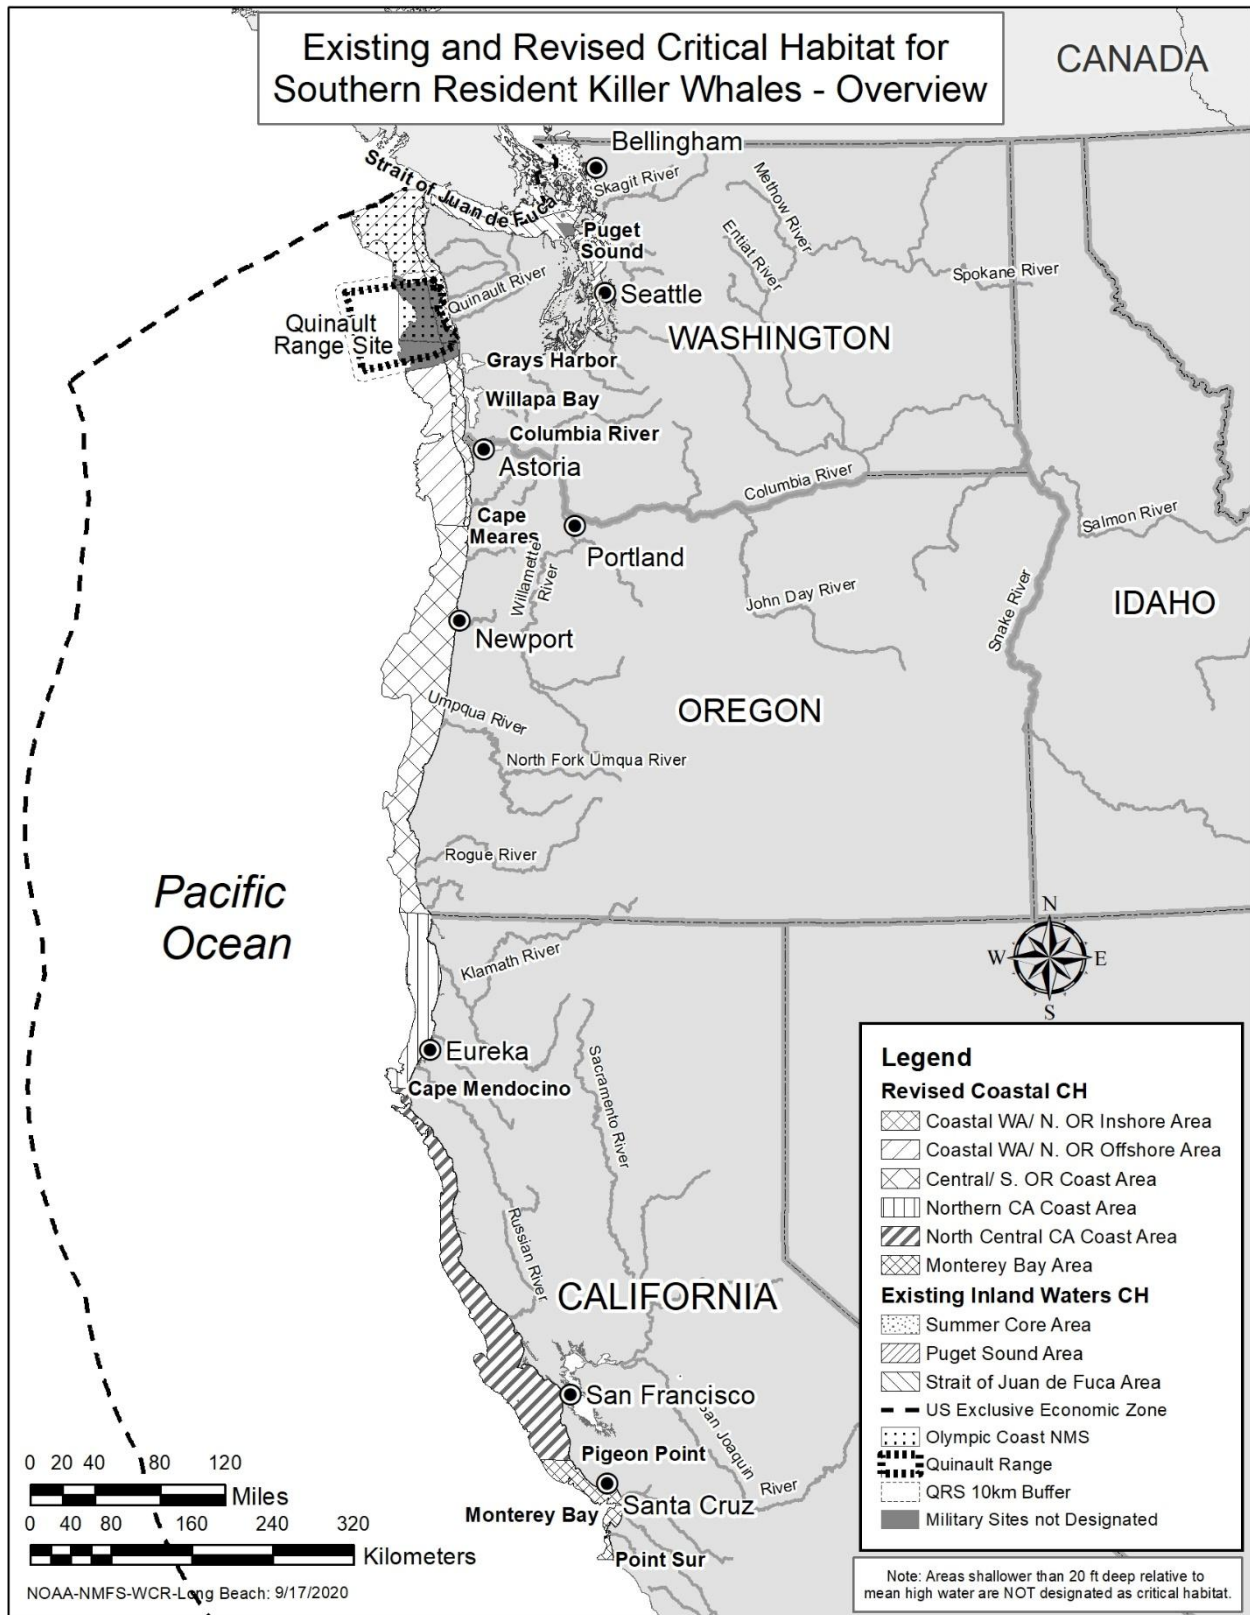 Existing and Revised Critical Habitat for
Southern Resident Killer Whales - Overview
CANADA
Bellingham
Strait of Juan de Fuca
Skagit River
Methow River
Puget
Sound
Entiat River
Spokane River
Quinault River
Seattle
Quinault
Range Site
WASHINGTON
Grays Harbor
Willapa Bay
Columbia River
Astoria
Columbia River
Cape
Meares
Salmon River
Portland
Willamette
River
John Day River
Snake River
IDAHO
Newport
Umpqua River
OREGON
North Fork Umqua River
Rogue River
Pacific
Ocean
N
W
E
S
Klamath River
Eureka
Sacramento River
Cape Mendocino
Russian River
CALIFORNIA
San Francisco
San Joaquin
River
Pigeon Point
Santa Cruz
Monterey Bay
Point Sur
Legend
Revised Coastal CH
Coastal WA/ N. OR Inshore Area
Coastal WA/ N. OR Offshore Area
Central/ S. OR Coast Area
Northern CA Coast Area
North Central CA Coast Area
Monterey Bay Area
Existing Inland Waters CH
Summer Core Area
Puget Sound Area
Strait of Juan de Fuca Area
US Exclusive Economic Zone
Olympic Coast NMS
Quinault Range
QRS 10km Buffer
Military Sites not Designated
0 20 40 80 120
Miles
0 40 80 160 240 320
Kilometers
NOAA-NMFS-WCR-Long Beach: 9/17/2020
Note: Areas shallower than 20 ft deep relative to
mean high water are NOT designated as critical habitat.